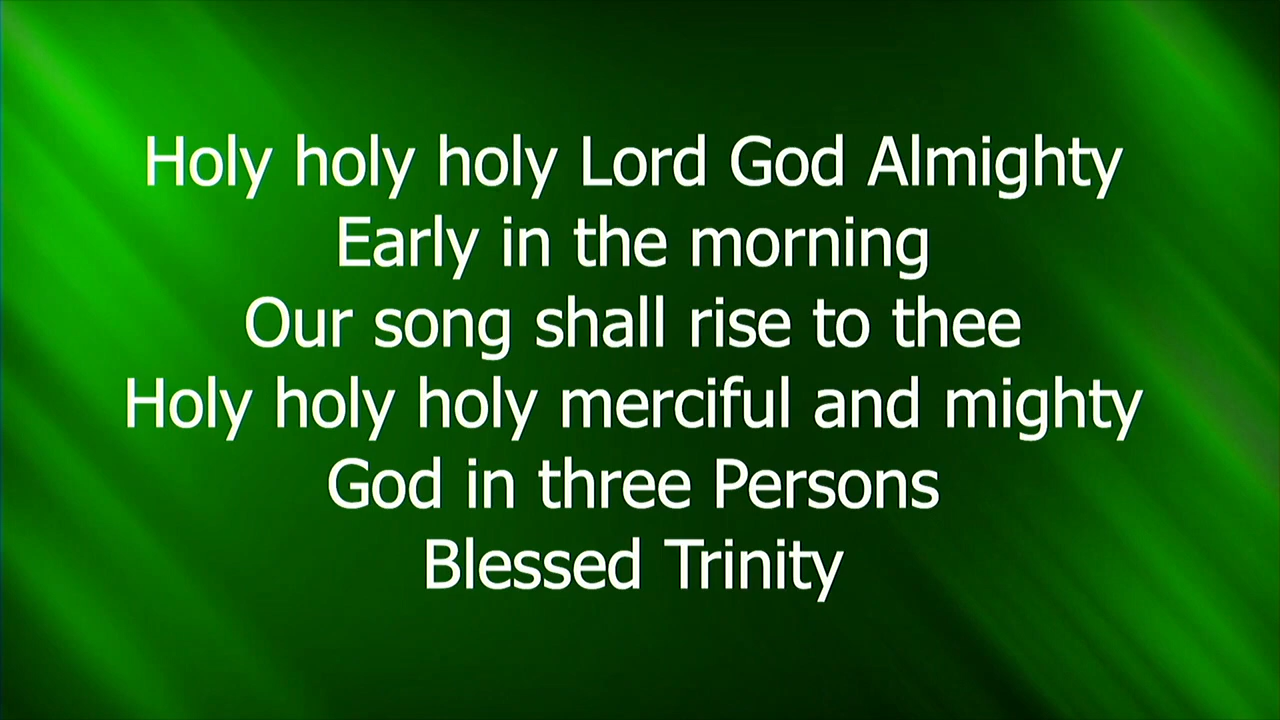 Holy holy holy Lord God Almighty
Early in the morning
Our song shall rise to thee
Holy holy holy merciful and mighty
God in three Persons
Blessed Trinity